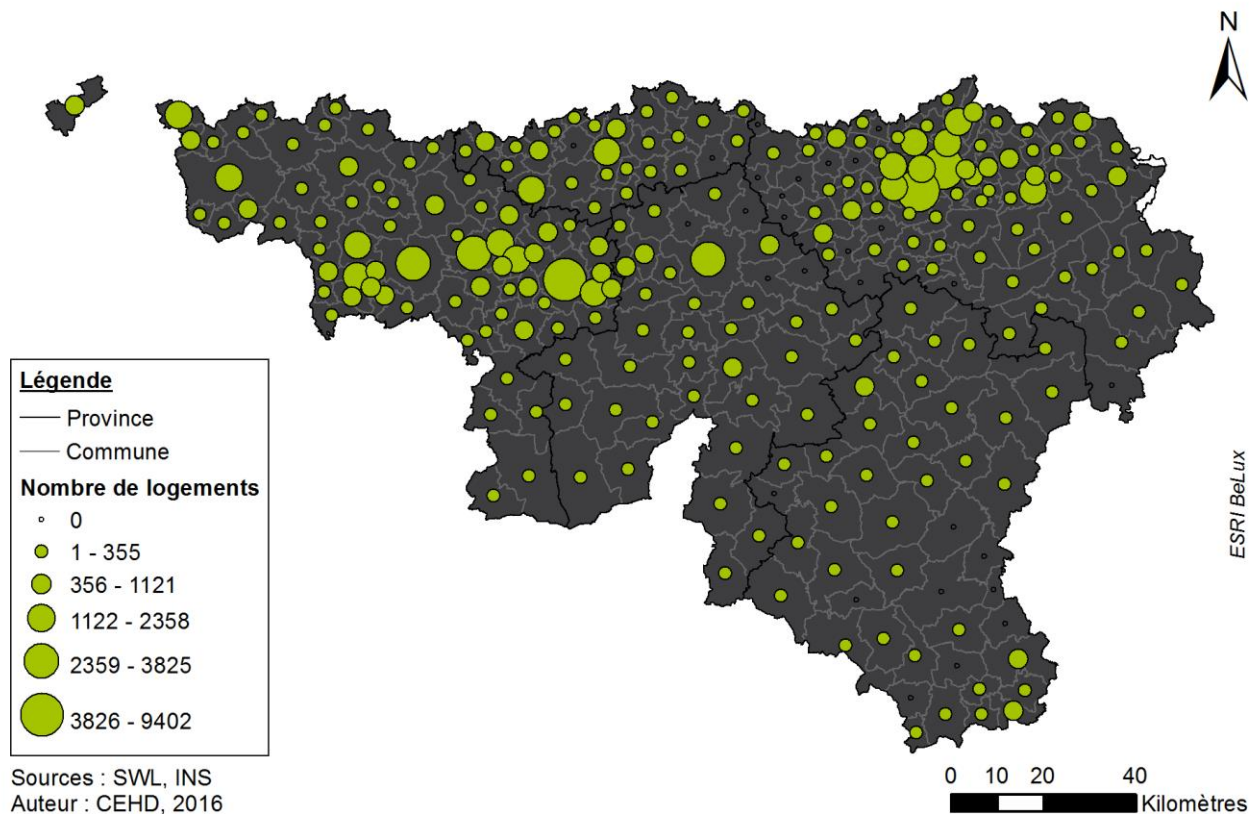 N
Légende
Province
Commune
Nombre de logements
0
1 - 355
356 - 1121
1122 - 2358
2359 - 3825
3826 - 9402
ESRI BeLux
Sources : SWL, INS
Auteur : CEHD, 2016
0 10 20 40
Kilomètres